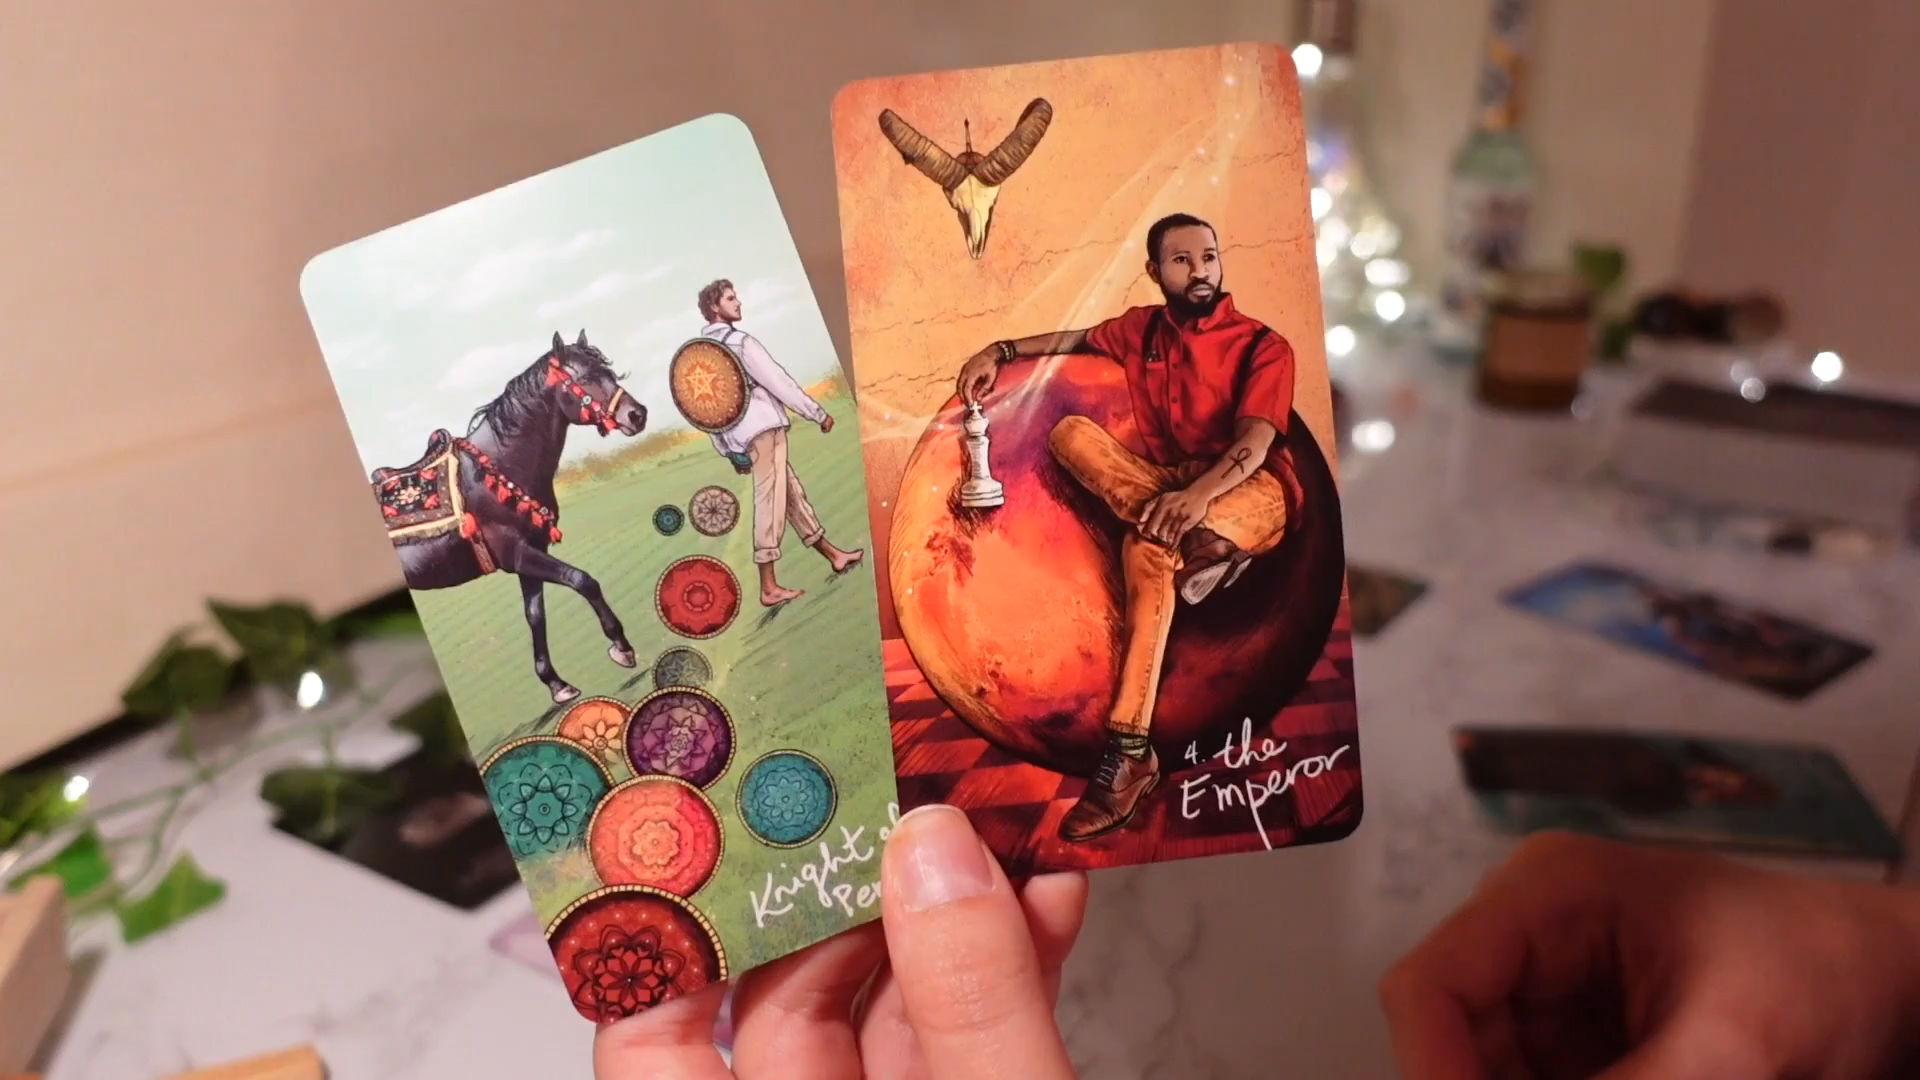 Knight of
Pen
4. the
Emperor